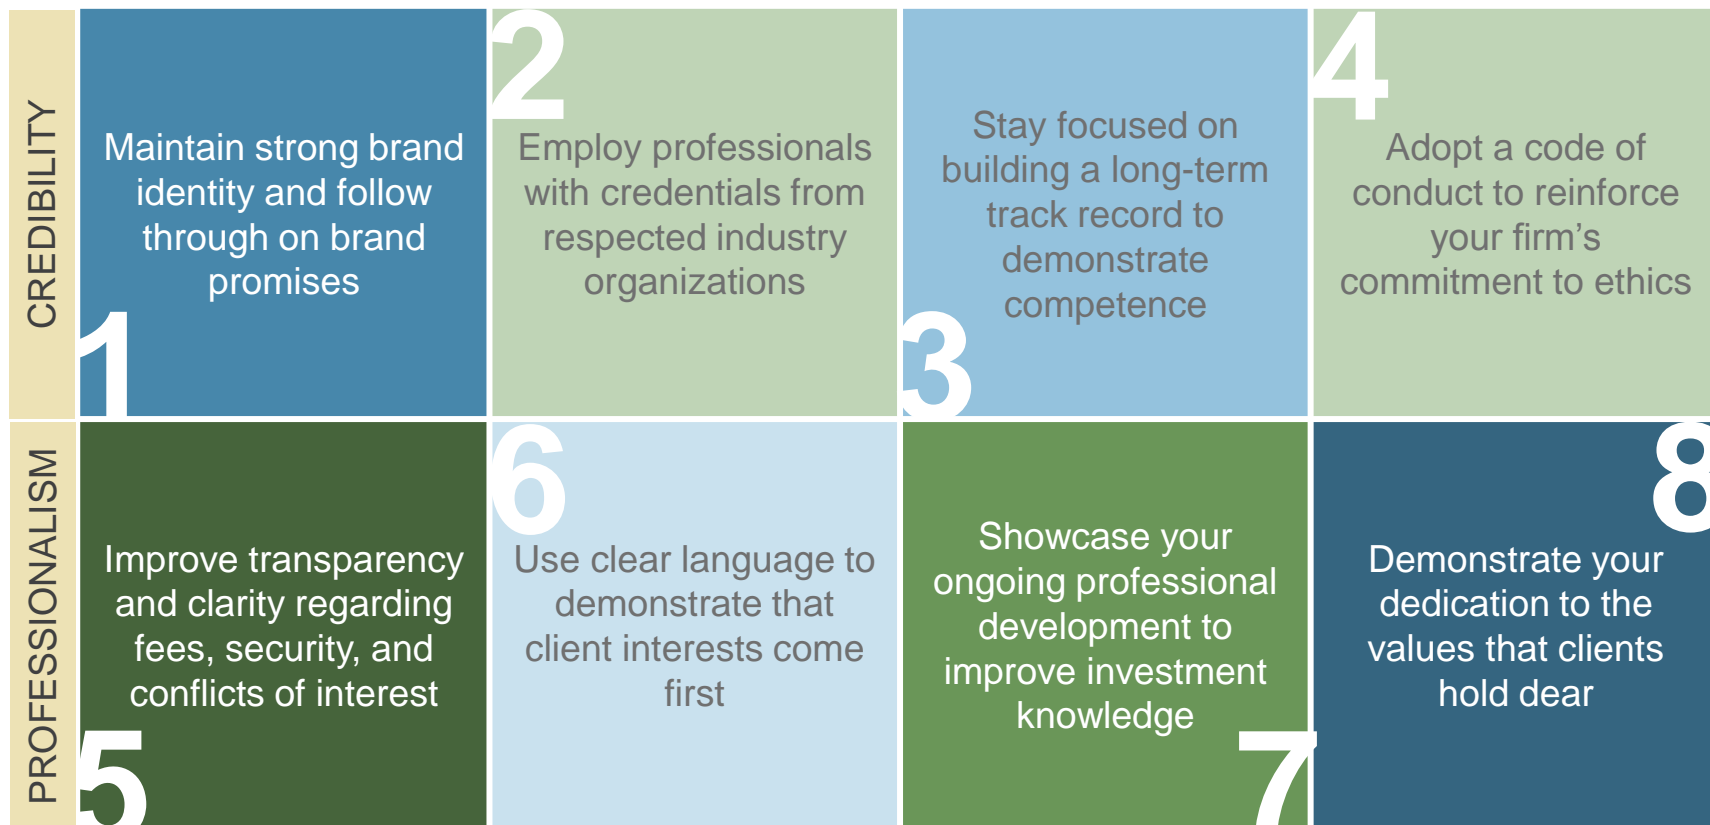 CREDIBILITY
1
Maintain strong brand
identity and follow
through on brand
promises
2
Employ professionals
with credentials from
respected industry
organizations
3
Stay focused on
building a long-term
track record to
demonstrate
competence
4
Adopt a code of
conduct to reinforce
your firm’s
commitment to ethics
PROFESSIONALISM
5
Improve transparency
and clarity regarding
fees, security, and
conflicts of interest
6
Use clear language to
demonstrate that
client interests come
first
7
Showcase your
ongoing professional
development to
improve investment
knowledge
8
Demonstrate your
dedication to the
values that clients
hold dear